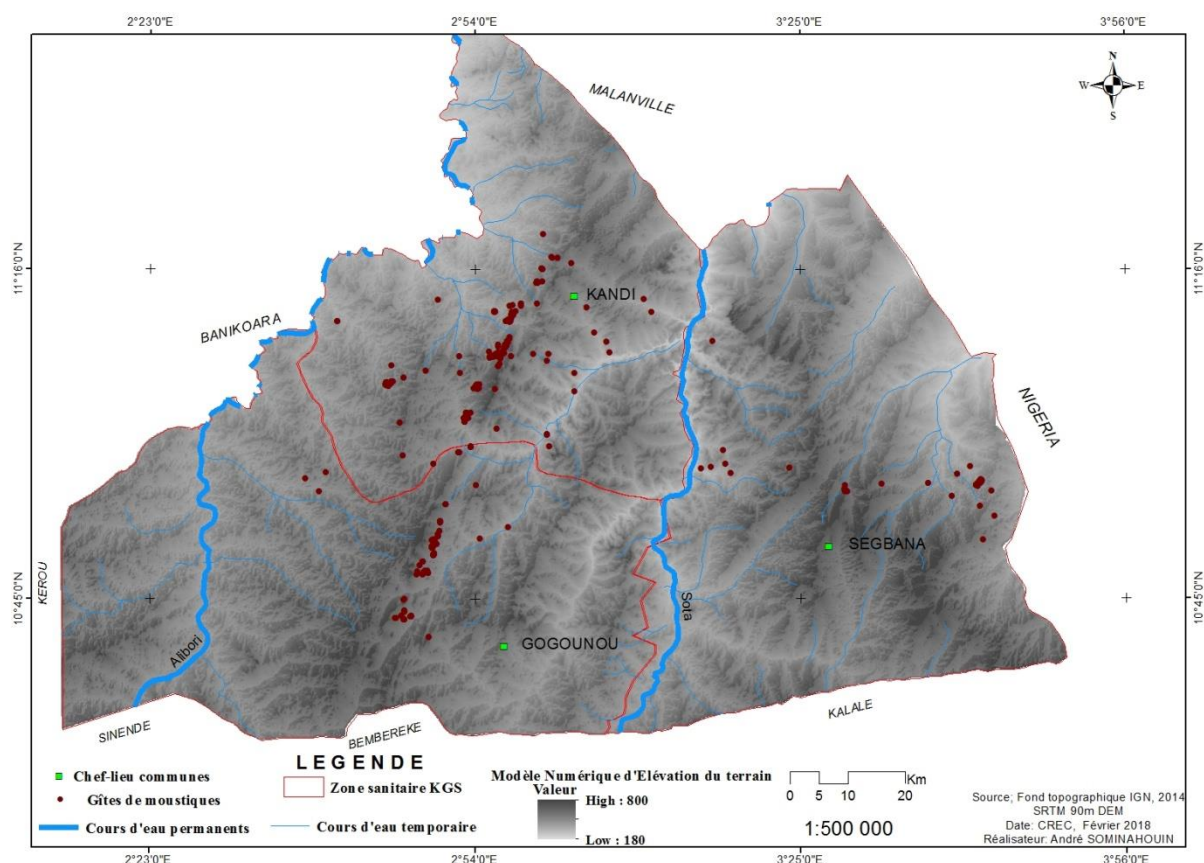 2°23'0"E 2°54'0"E 3°25'0"E 3°56'0"E
N
W E
S
MALANVILLE
11°16'0"N 11°16'0"N
KANDI
BANIKOARA
NIGERIA
SEGBANA
KEROU
10°45'0"N 10°45'0"N
Sota
GOGOUNOU
Alibori
KALALE
SINENDE
BEMBEREKE
LEGENDE
Chef-lieu communes
Gîtes de moustiques
Cours d'eau permanents
Zone sanitaire KGS
Cours d'eau temporaire
Modèle Numérique d'Elévation du terrain
Valeur
High : 800
Low : 180
Km
0 5 10 20
1:500 000
Source; Fond topographique IGN, 2014
SRTM 90m DEM
Date: CREC, Février 2018
Réalisateur: André SOMINAHOUIN
2°23'0"E 2°54'0"E 3°25'0"E 3°56'0"E